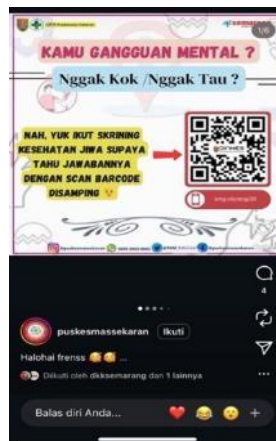 1/6
KAMU GANGGUAN MENTAL ?
Nggak Kok /Nggak Tau ?
NAH, YUK IKUT SKRINING
KESEHATAN JIWA SUPAYA
TAHU JAWABANNYA
DENGAN SCAN BARCODE
DISAMPING
4
puskesmassekaran
Ikuti
Halohai frenss ...
Diikuti oleh dkksemarang dan 1 lainnya
Balas diri Anda...